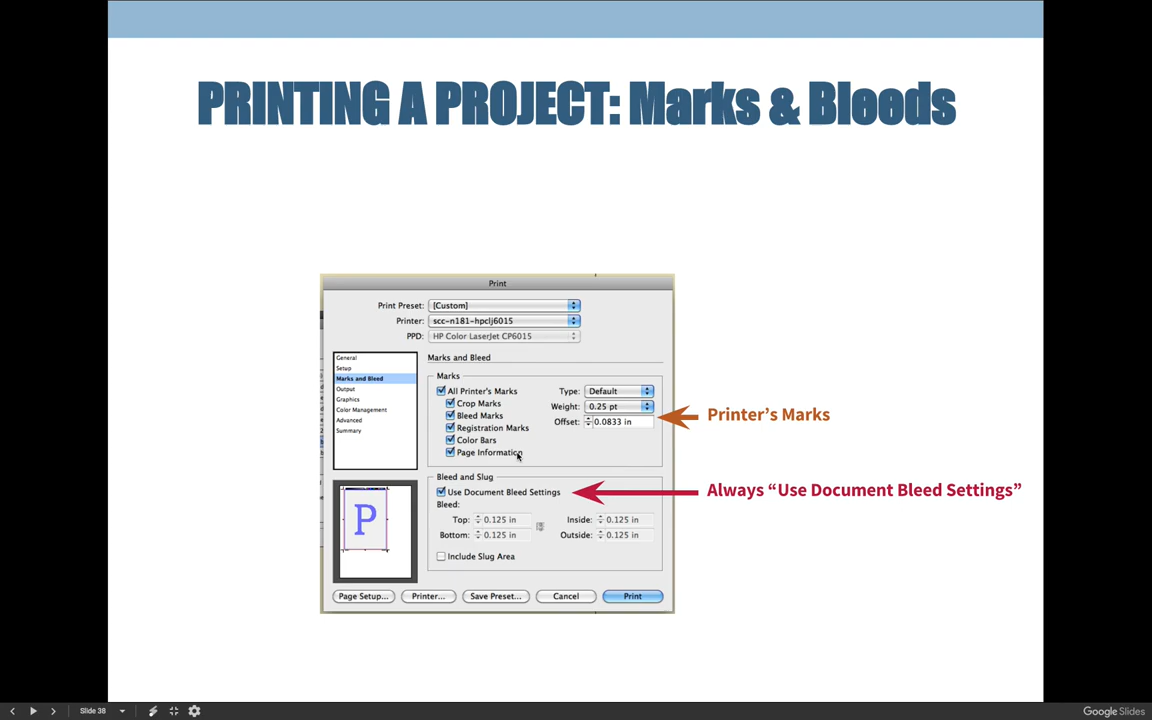 PRINTING A PROJECT: Marks & Bleeds
Print
Print Preset: [Custom]
Printer: scc-n181-hpclj6015
PPD: HP Color LaserJet CP6015
General
Setup
Marks and Bleed
Output
Graphics
Color Management
Advanced
Summary
Marks and Bleed
Marks
All Printer's Marks
Crop Marks
Bleed Marks
Registration Marks
Color Bars
Page Information
Type: Default
Weight: 0.25 pt
Offset: 0.0833 in
Printer's Marks
Bleed and Slug
Use Document Bleed Settings
Always “Use Document Bleed Settings”
Bleed:
Top: 0.125 in Inside: 0.125 in
Bottom: 0.125 in Outside: 0.125 in
Include Slug Area
P
Page Setup... Printer... Save Preset... Cancel Print
Slide 38
Google Slides